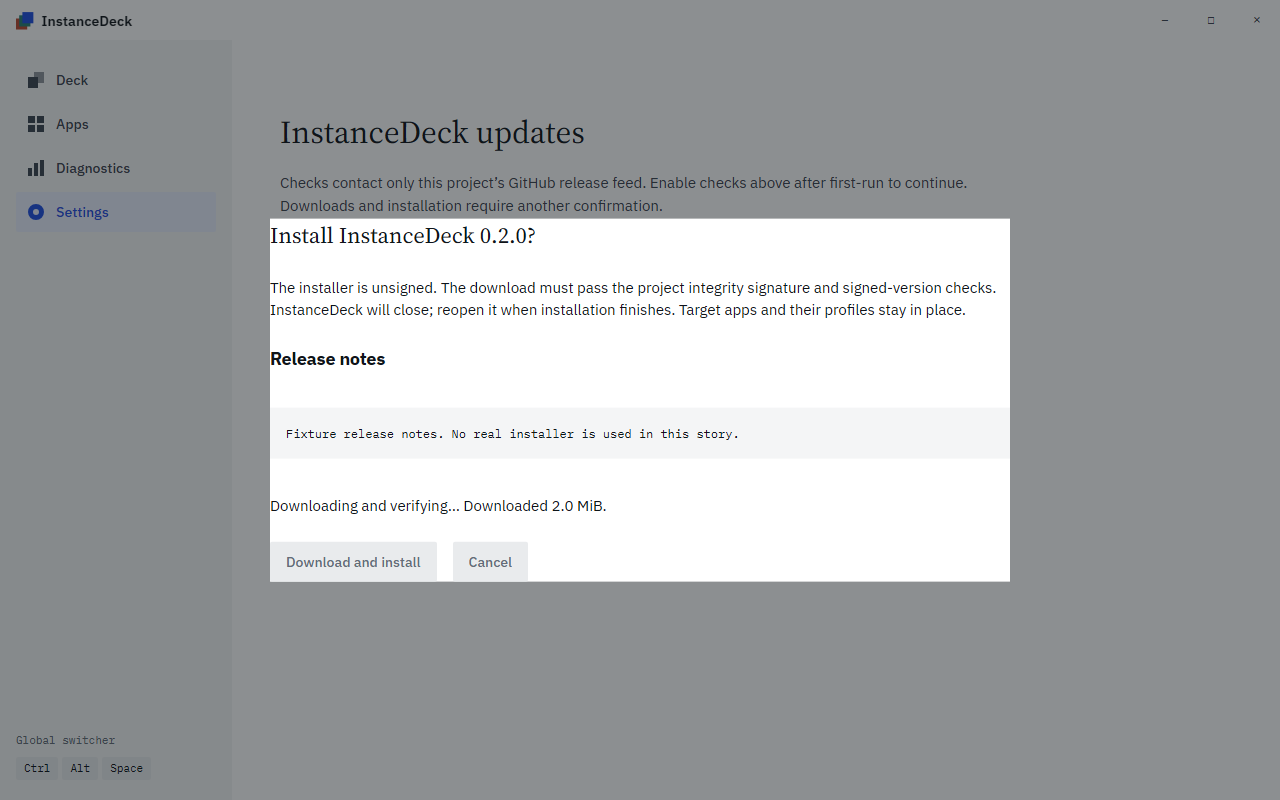 InstanceDeck
Deck
Apps
Diagnostics
Settings
InstanceDeck updates
Checks contact only this project’s GitHub release feed. Enable checks above after first-run to continue.
Downloads and installation require another confirmation.
Install InstanceDeck 0.2.0?
The installer is unsigned. The download must pass the project integrity signature and signed-version checks.
InstanceDeck will close; reopen it when installation finishes. Target apps and their profiles stay in place.
Release notes
Fixture release notes. No real installer is used in this story.
Downloading and verifying… Downloaded 2.0 MiB.
Download and install Cancel
Global switcher
Ctrl Alt Space